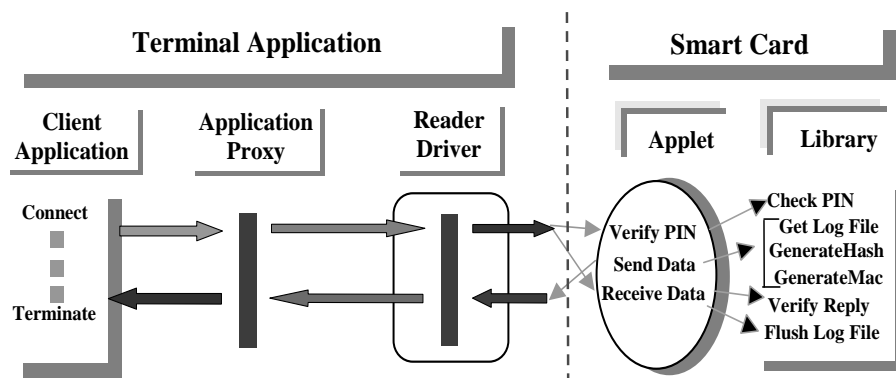 Terminal Application
Smart Card
Client
Application
Application
Proxy
Reader
Driver
Applet
Library
Connect
Terminate
Verify PIN
Send Data
Receive Data
Check PIN
Get Log File
GenerateHash
GenerateMac
Verify Reply
Flush Log File